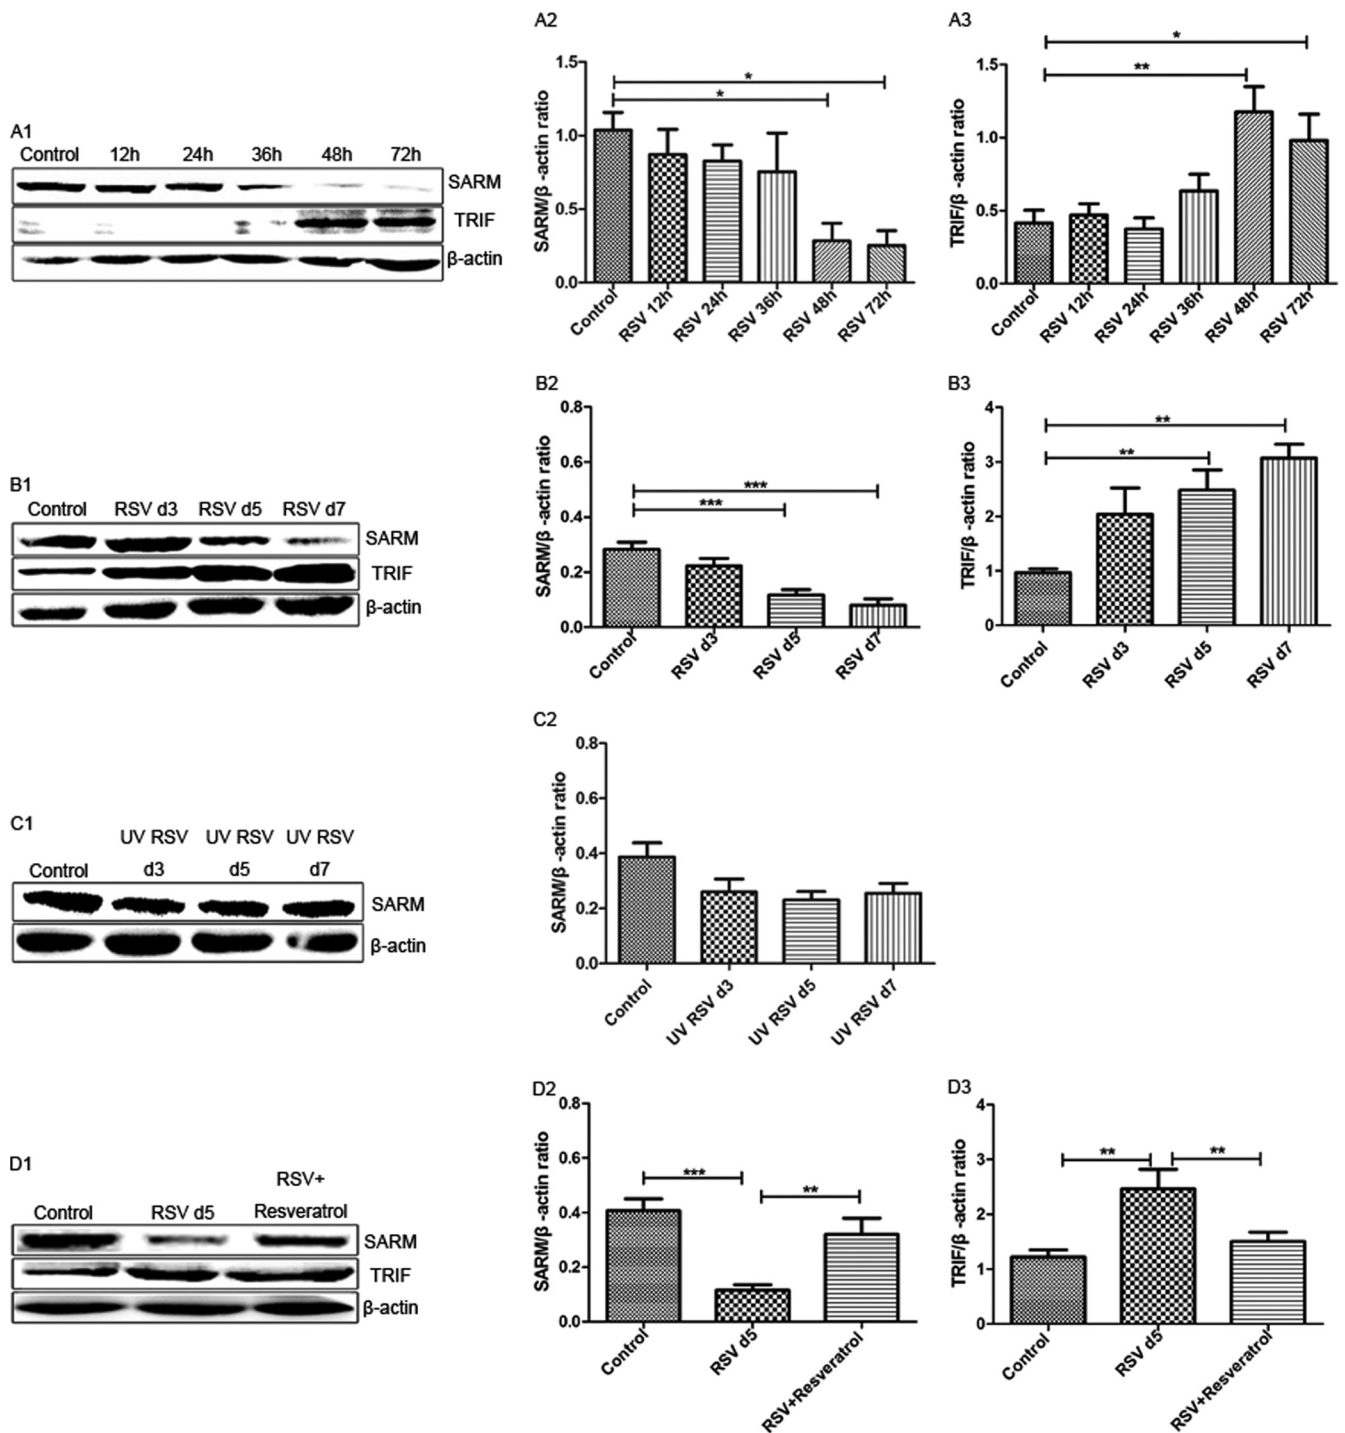 A1
Control 12h 24h 36h 48h 72h
SARM
TRIF
β-actin
A2
SARM/β -actin ratio
1.5
1.0
0.5
0.0
*
*
Control RSV 12h RSV 24h RSV 36h RSV 48h RSV 72h
A3
TRIF/β -actin ratio
1.5
1.0
0.5
0.0
*
**
Control RSV 12h RSV 24h RSV 36h RSV 48h RSV 72h
B1
Control RSV d3 RSV d5 RSV d7
SARM
TRIF
β-actin
B2
SARM/β -actin ratio
0.8
0.6
0.4
0.2
0.0
***
***
Control RSV d3 RSV d5 RSV d7
B3
TRIF/β -actin ratio
4
3
2
1
0
**
**
Control RSV d3 RSV d5 RSV d7
C1
UV RSV UV RSV UV RSV
Control d3 d5 d7
SARM
β-actin
C2
SARM/β -actin ratio
0.8
0.6
0.4
0.2
0.0
Control UV RSV d3 UV RSV d5 UV RSV d7
D1
RSV+
Control RSV d5 Resveratrol
SARM
TRIF
β-actin
D2
SARM/β -actin ratio
0.8
0.6
0.4
0.2
0.0
***
**
Control RSV d5 RSV+Resveratrol
D3
TRIF/β -actin ratio
4
3
2
1
0
** **
Control RSV d5 RSV+Resveratrol